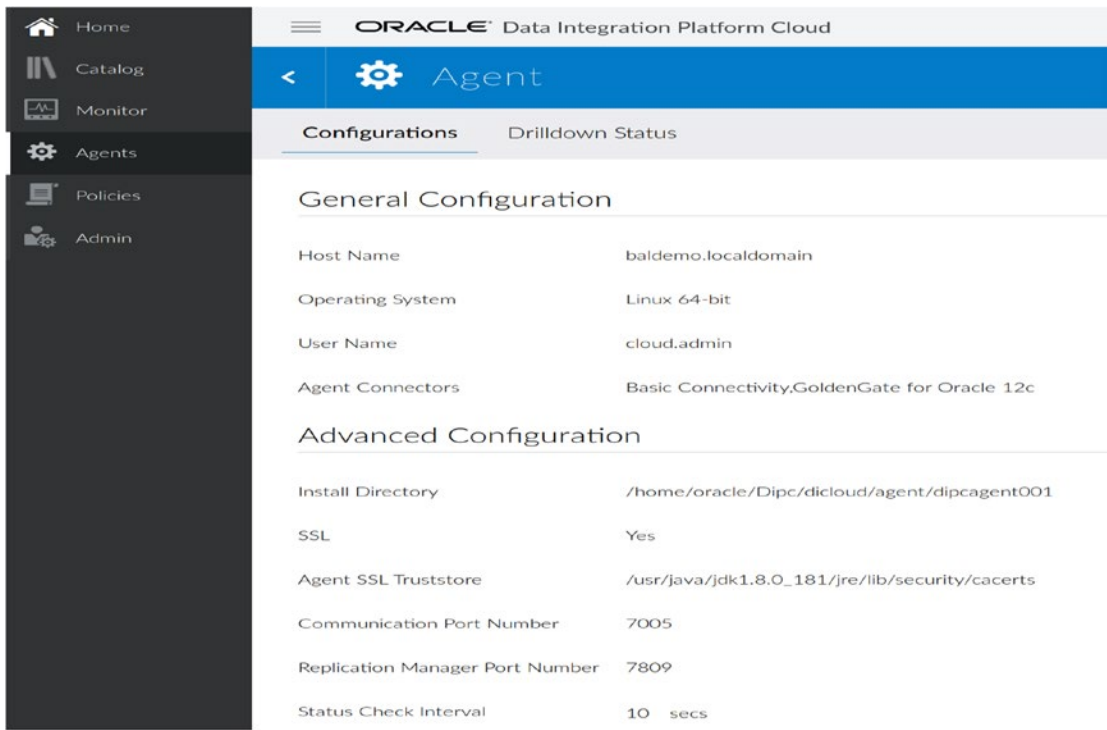 Home
Catalog
Monitor
Agents
Policies
Admin
ORACLE® Data Integration Platform Cloud
< Agent
Configurations Drilldown Status
General Configuration
Host Name baldemo.localdomain
Operating System Linux 64-bit
User Name cloud.admin
Agent Connectors Basic Connectivity,GoldenGate for Oracle 12c
Advanced Configuration
Install Directory /home/oracle/Dipc/dicloud/agent/dipcagent001
SSL Yes
Agent SSL Truststore /usr/java/jdk1.8.0_181/jre/lib/security/cacerts
Communication Port Number 7005
Replication Manager Port Number 7809
Status Check Interval 10 secs